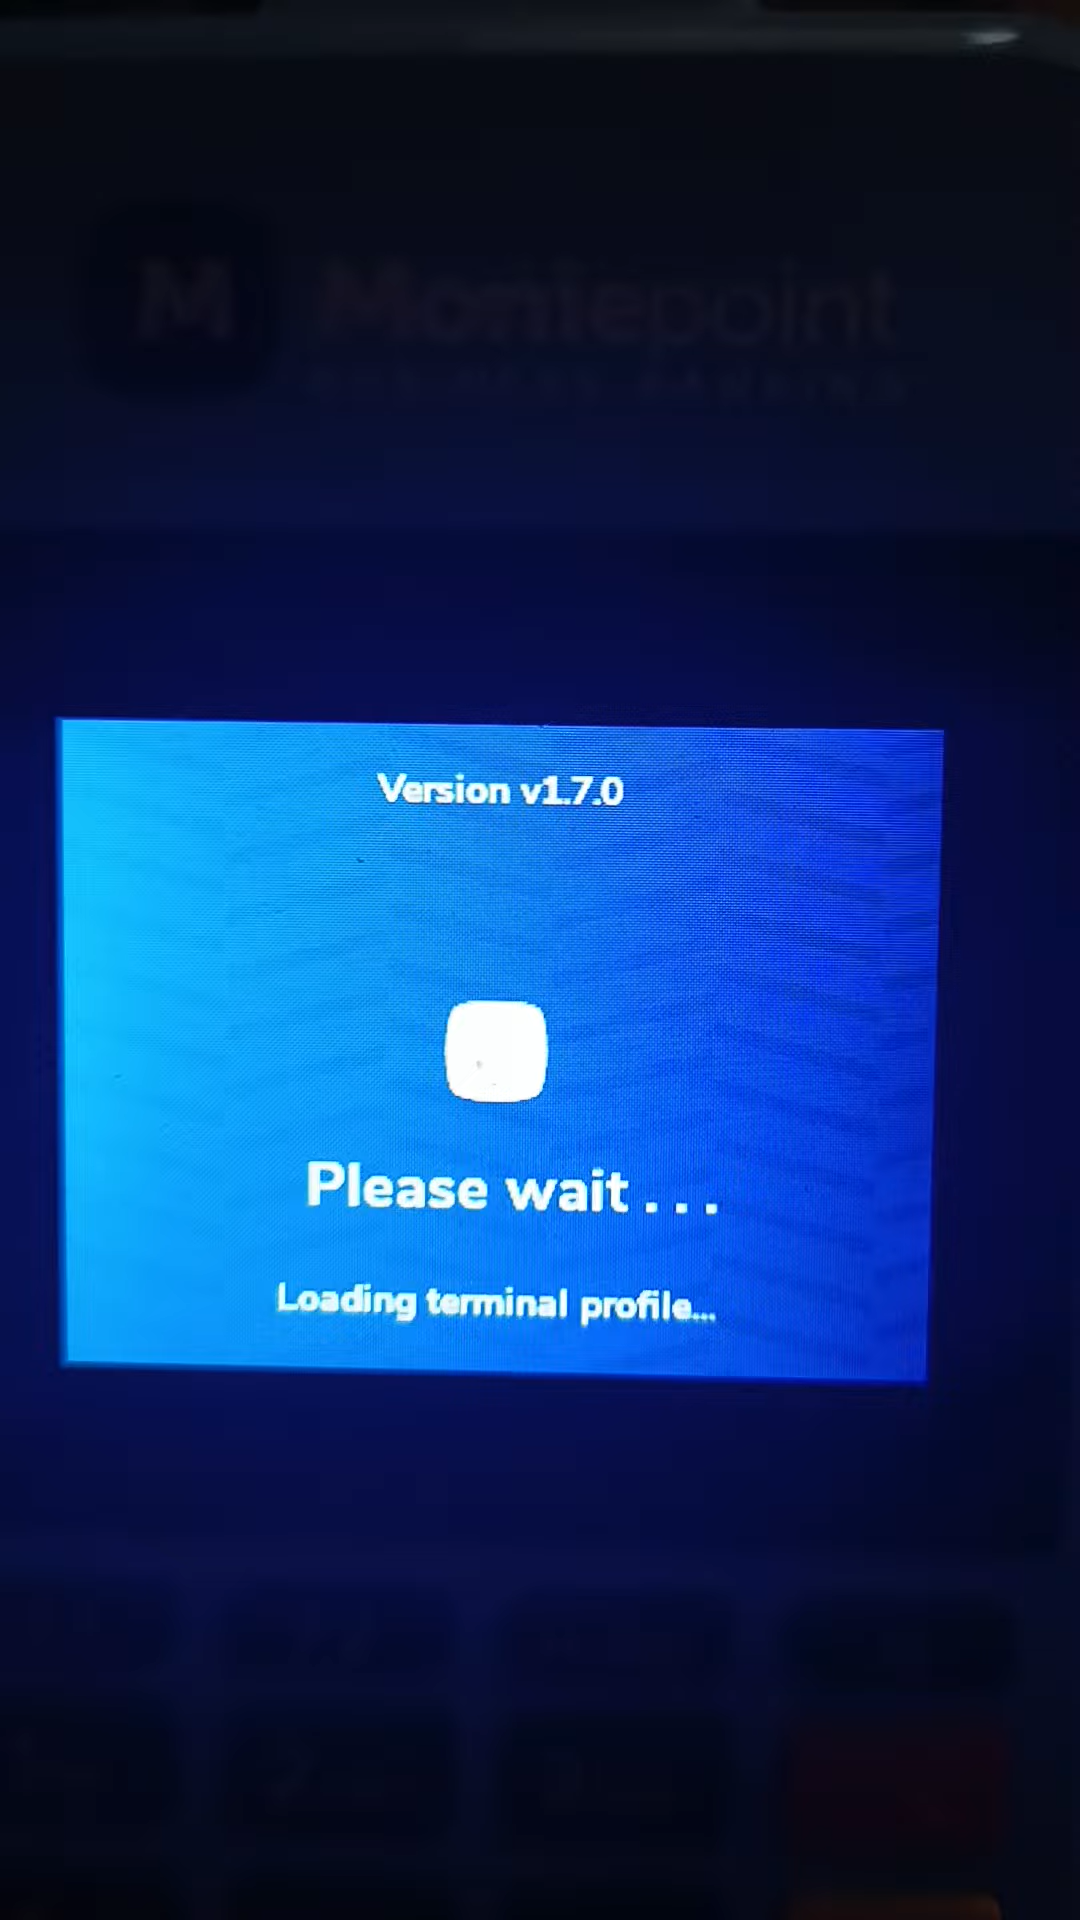 M Moniepoint
Version v1.7.0
Please wait . . .
Loading terminal profile...